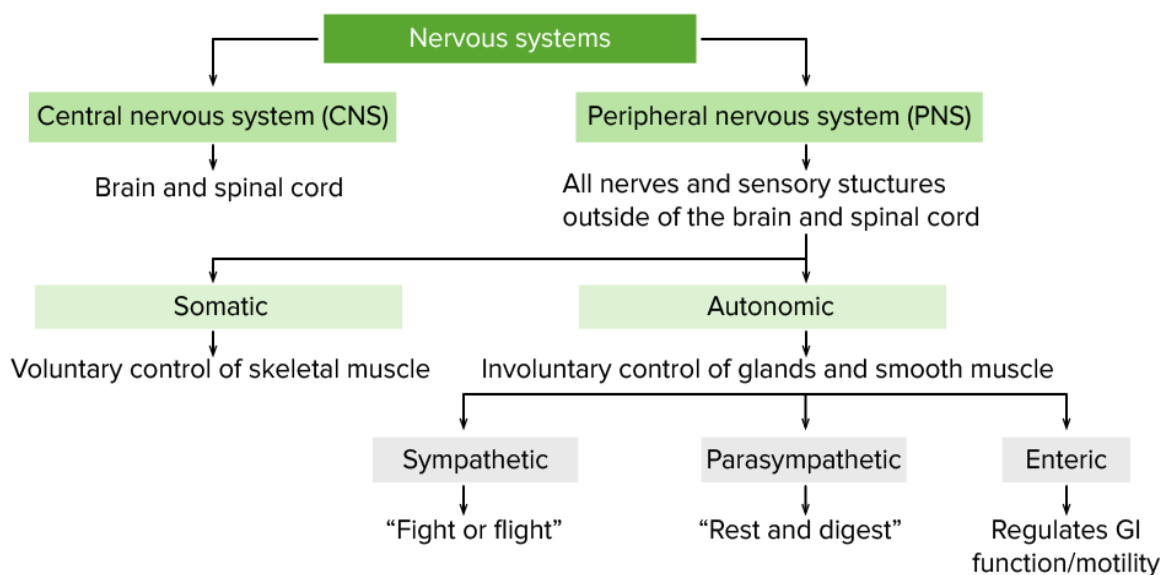 Nervous systems
Central nervous system (CNS)
Peripheral nervous system (PNS)
Brain and spinal cord
All nerves and sensory stuctures
outside of the brain and spinal cord
Somatic
Autonomic
Voluntary control of skeletal muscle
Involuntary control of glands and smooth muscle
Sympathetic
Parasympathetic
Enteric
“Fight or flight”
“Rest and digest”
Regulates GI
function/motility